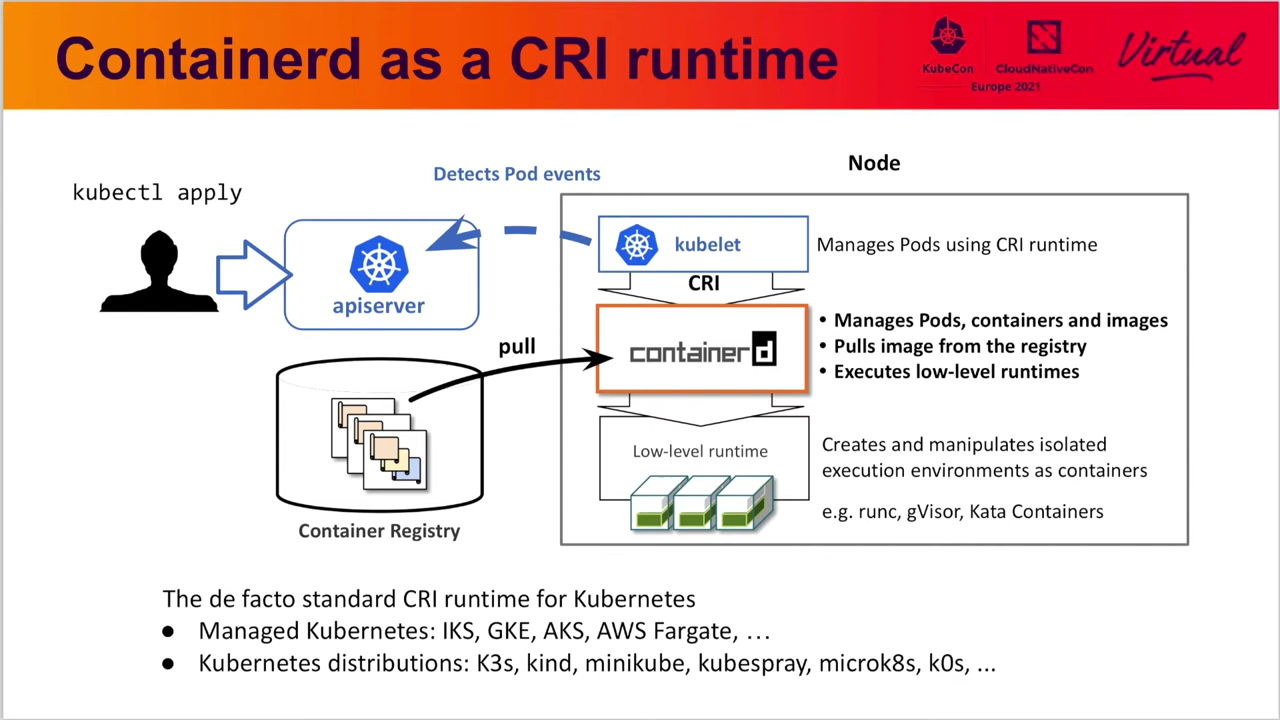 Containerd as a CRI runtime
KubeCon
CloudNativeCon
Europe 2021
Virtual
kubectl apply
Detects Pod events
Node
apiserver
kubelet
Manages Pods using CRI runtime
CRI
containerd
• Manages Pods, containers and images
• Pulls image from the registry
• Executes low-level runtimes
pull
Low-level runtime
Creates and manipulates isolated
execution environments as containers
e.g. runc, gVisor, Kata Containers
Container Registry
The de facto standard CRI runtime for Kubernetes
● Managed Kubernetes: IKS, GKE, AKS, AWS Fargate, …
● Kubernetes distributions: K3s, kind, minikube, kubespray, microk8s, k0s, ...